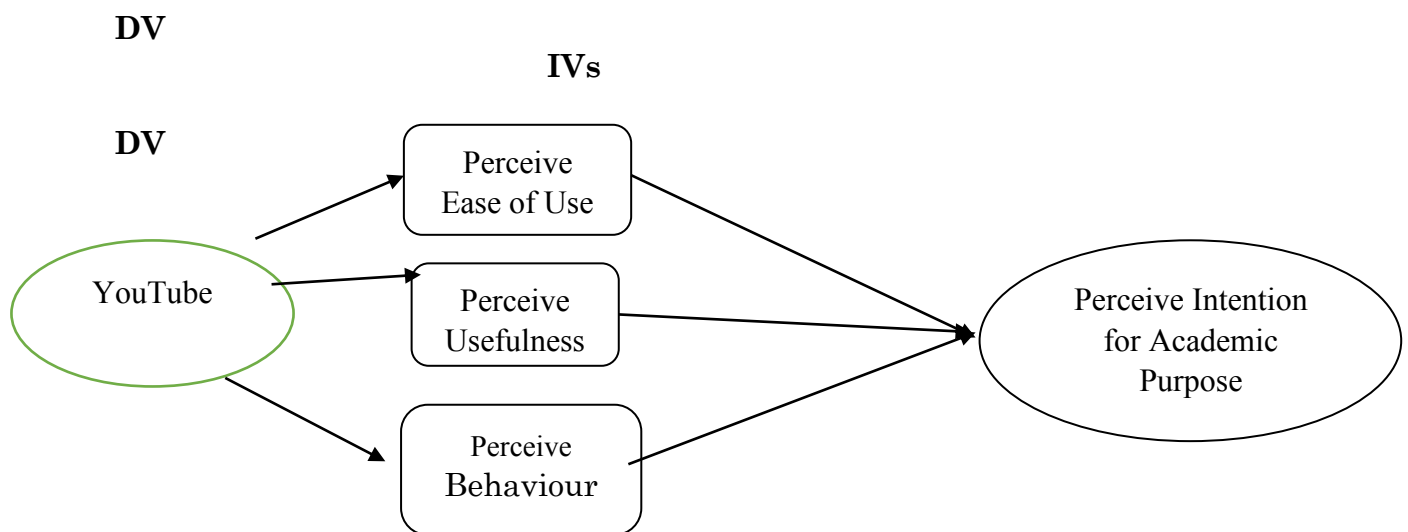 DV
IVs
DV
Perceive
Ease of Use
YouTube
Perceive
Usefulness
Perceive Intention
for Academic
Purpose
Perceive
Behaviour